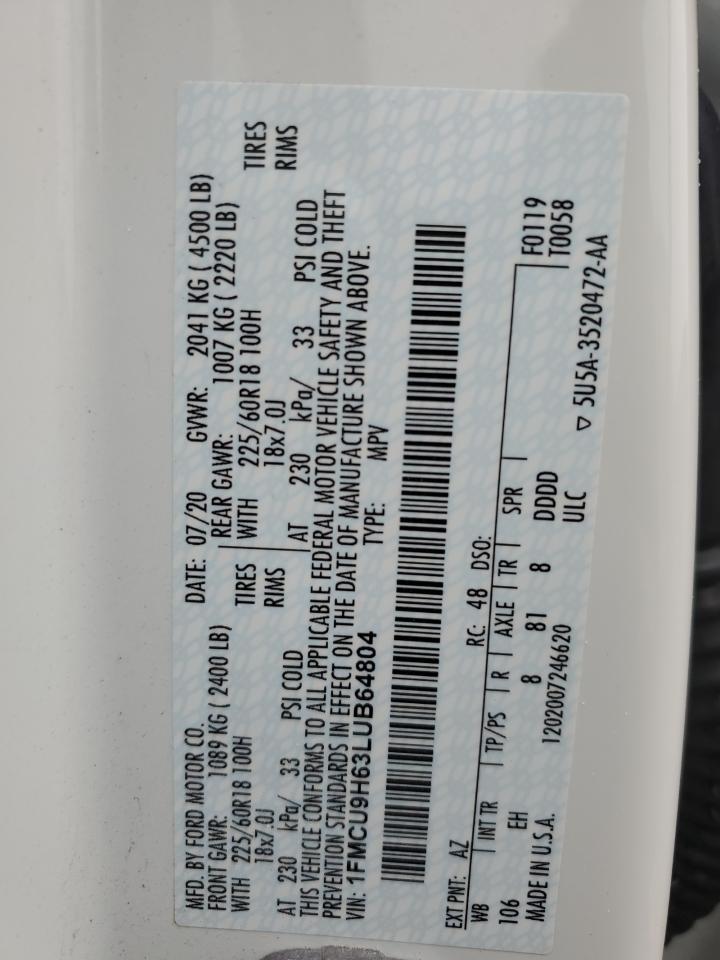 MFD. BY FORD MOTOR CO.
DATE: 07/20 GVWR: 2041 KG ( 4500 LB)
FRONT GAWR: 1089 KG ( 2400 LB)
REAR GAWR: 1007 KG ( 2220 LB)
WITH 225/60R18 100H TIRES
WITH 225/60R18 100H TIRES
18x7.0J RIMS
18x7.0J RIMS
AT 230 kPa/ 33 PSI COLD
AT 230 kPa/ 33 PSI COLD
THIS VEHICLE CONFORMS TO ALL APPLICABLE FEDERAL MOTOR VEHICLE SAFETY AND THEFT
PREVENTION STANDARDS IN EFFECT ON THE DATE OF MANUFACTURE SHOWN ABOVE.
VIN: 1FMCU9H63LUB64804 TYPE: MPV
EXT PNT: AZ RC: 48 DSO:
WB INT TR TP/PS R AXLE TR SPR F0119
106 EH 8 81 8 DDDD T0058
MADE IN U.S.A. 1202007246620 ULC
▽ 5U5A-3520472-AA